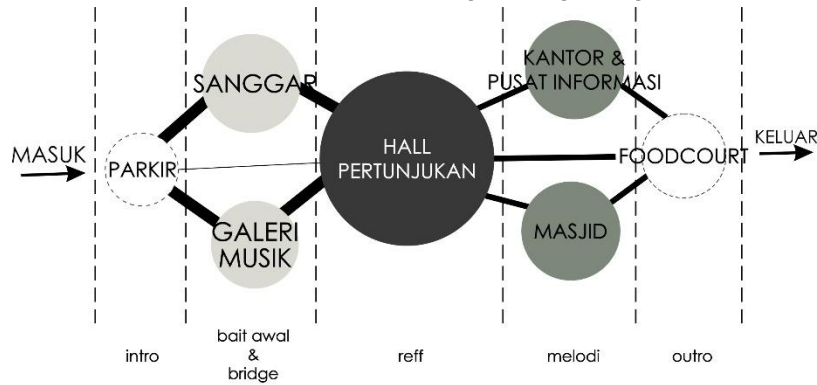 MASUK
PARKIR
SANGGAR
GALERI
MUSIK
HALL
PERTUNJUKAN
KANTOR &
PUSAT INFORMASI
MASJID
FOODCOURT
KELUAR
intro
bait awal
&
bridge
reff
melodi
outro